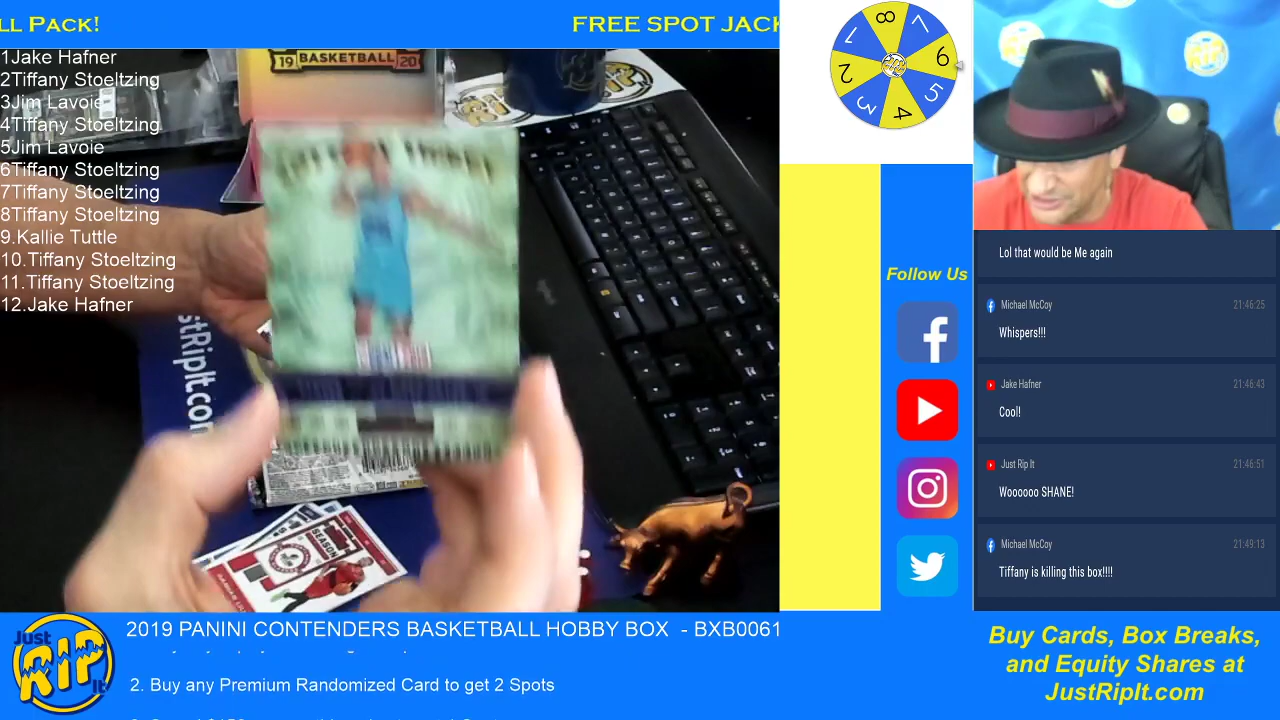 LL PACK!
FREE SPOT JACK
1Jake Hafner
2Tiffany Stoeltzing
3Jim Lavoie
4Tiffany Stoeltzing
5Jim Lavoie
6Tiffany Stoeltzing
7Tiffany Stoeltzing
8Tiffany Stoeltzing
9.Kallie Tuttle
10.Tiffany Stoeltzing
11.Tiffany Stoeltzing
12.Jake Hafner
19 BASKETBALL 20
stRipIt.com
SEASON
8
7
6
5
4
3
2
1
Follow Us
Lol that would be Me again
Michael McCoy 21:46:25
Whispers!!!
Jake Hafner 21:46:43
Cool!
Just Rip It 21:46:51
Woooooo SHANE!
Michael McCoy 21:49:13
Tiffany is killing this box!!!!
Just
RIP
It
2019 PANINI CONTENDERS BASKETBALL HOBBY BOX - BXB0061
2. Buy any Premium Randomized Card to get 2 Spots
Buy Cards, Box Breaks,
and Equity Shares at
JustRipIt.com